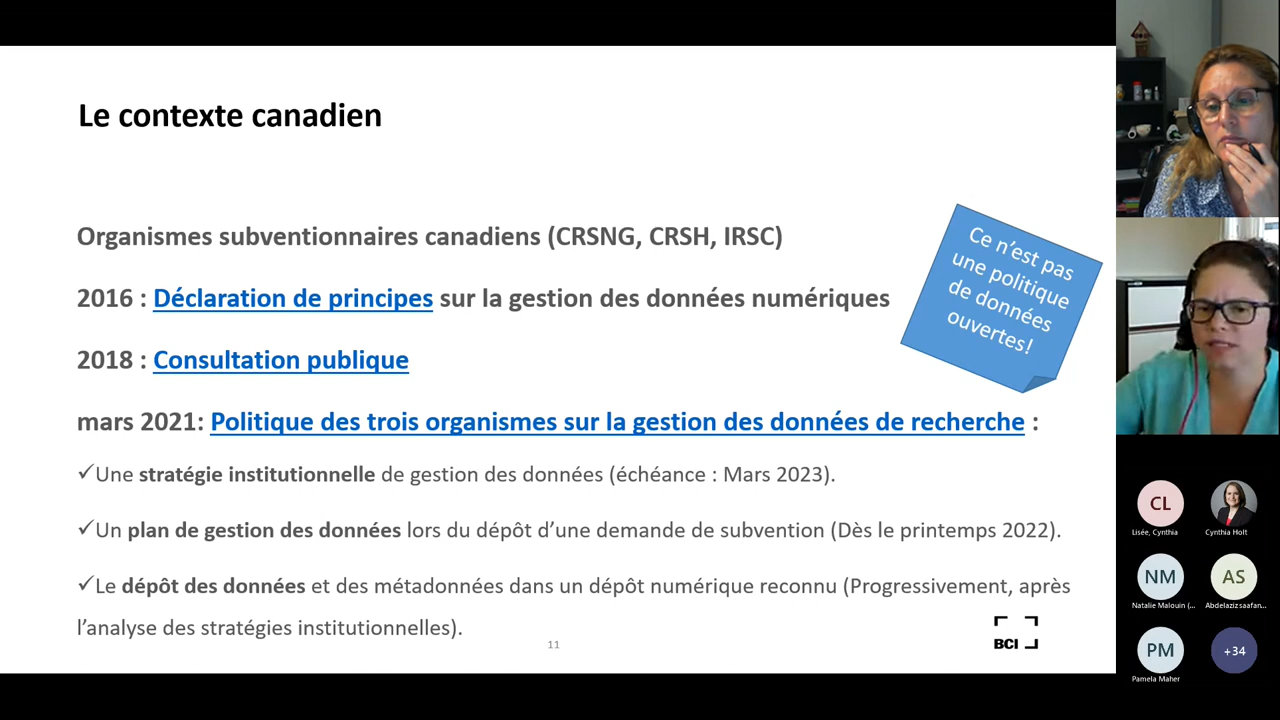 Le contexte canadien
Organismes subventionnaires canadiens (CRSNG, CRSH, IRSC)
2016 : Déclaration de principes sur la gestion des données numériques
2018 : Consultation publique
mars 2021: Politique des trois organismes sur la gestion des données de recherche :
✓Une stratégie institutionnelle de gestion des données (échéance : Mars 2023).
✓Un plan de gestion des données lors du dépôt d’une demande de subvention (Dès le printemps 2022).
✓Le dépôt des données et des métadonnées dans un dépôt numérique reconnu (Progressivement, après
l’analyse des stratégies institutionnelles).
Ce n’est pas
une politique
de données
ouvertes!
11
BCI
CL
Lisée, Cynthia
Cynthia Holt
NM
Natalie Malouin (...
AS
Abdelazizsaafan...
PM
Pamela Maher
+34